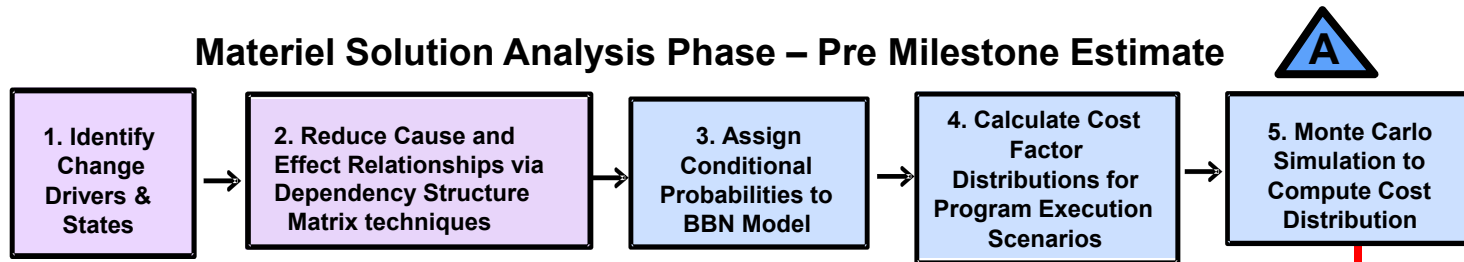 Materiel Solution Analysis Phase – Pre Milestone Estimate
A
1. Identify
Change
Drivers &
States
2. Reduce Cause and
Effect Relationships via
Dependency Structure
Matrix techniques
3. Assign
Conditional
Probabilities to
BBN Model
4. Calculate Cost
Factor
Distributions for
Program Execution
Scenarios
5. Monte Carlo
Simulation to
Compute Cost
Distribution